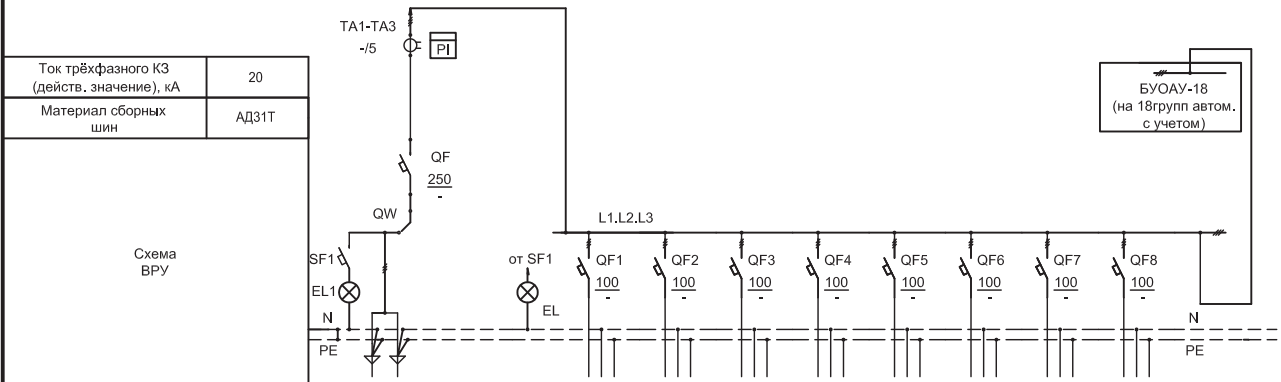 ТА1-ТА3
-/5
PI
Ток трёхфазного КЗ
(действ. значение), кА
20
Материал сборных
шин
АД31Т
БУОАУ-18
(на 18групп автом.
с учетом)
QF
250
-
QW
L1.L2.L3
Схема
ВРУ
SF1
EL1
от SF1
EL
QF1
100
-
QF2
100
-
QF3
100
-
QF4
100
-
QF5
100
-
QF6
100
-
QF7
100
-
QF8
100
-
N
N
PE
PE